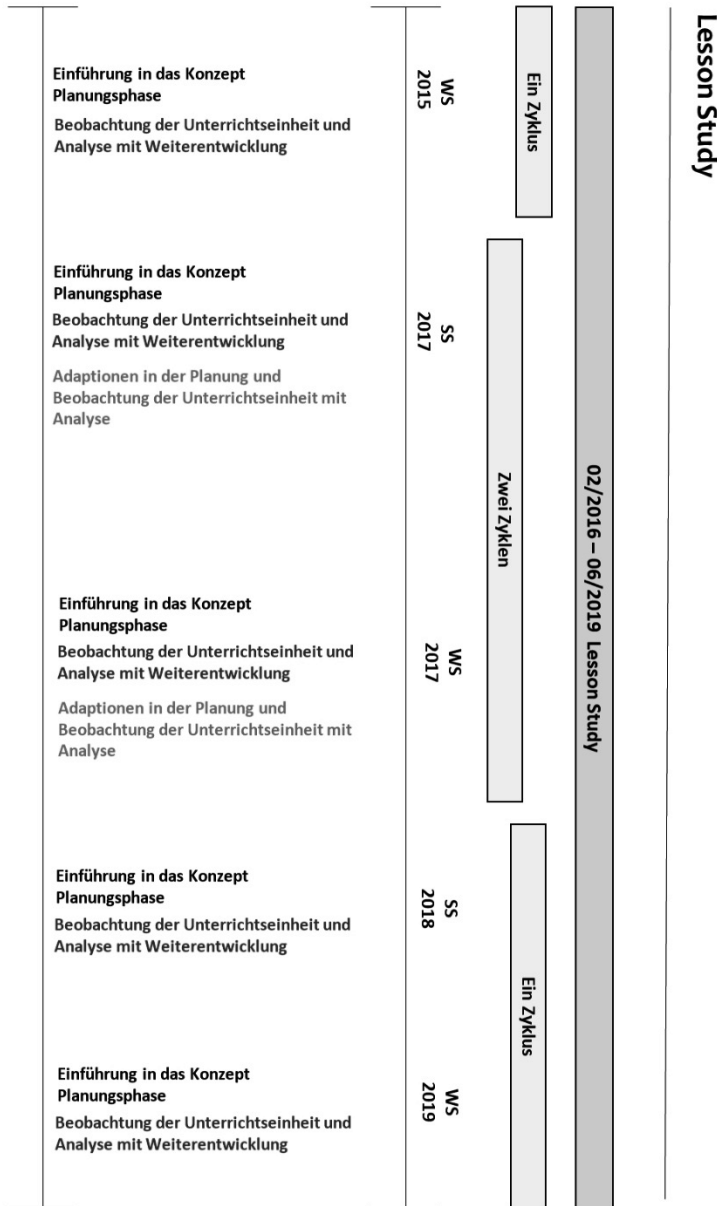 Lesson Study
02/2016 – 06/2019 Lesson Study
Ein Zyklus
WS
2015
Einführung in das Konzept
Planungsphase
Beobachtung der Unterrichtseinheit und
Analyse mit Weiterentwicklung
Zwei Zyklen
SS
2017
Einführung in das Konzept
Planungsphase
Beobachtung der Unterrichtseinheit und
Analyse mit Weiterentwicklung
Adaptionen in der Planung und
Beobachtung der Unterrichtseinheit mit
Analyse
WS
2017
Einführung in das Konzept
Planungsphase
Beobachtung der Unterrichtseinheit und
Analyse mit Weiterentwicklung
Adaptionen in der Planung und
Beobachtung der Unterrichtseinheit mit
Analyse
Ein Zyklus
SS
2018
Einführung in das Konzept
Planungsphase
Beobachtung der Unterrichtseinheit und
Analyse mit Weiterentwicklung
WS
2019
Einführung in das Konzept
Planungsphase
Beobachtung der Unterrichtseinheit und
Analyse mit Weiterentwicklung